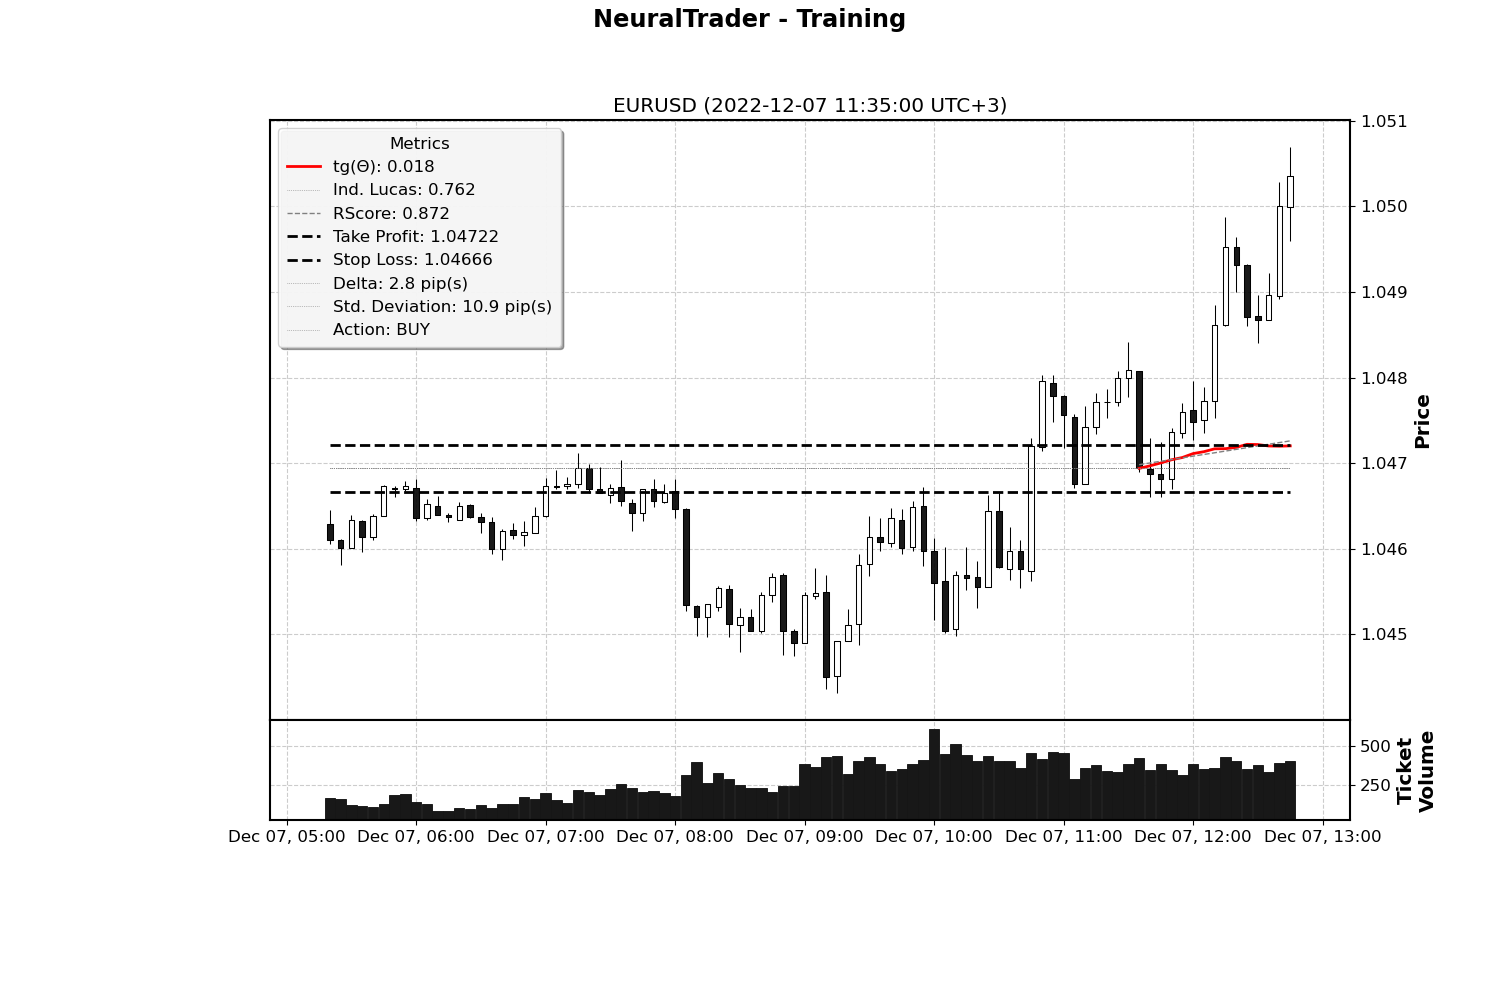 NeuralTrader - Training
EURUSD (2022-12-07 11:35:00 UTC+3)
Metrics
tg(Θ): 0.018
Ind. Lucas: 0.762
RScore: 0.872
Take Profit: 1.04722
Stop Loss: 1.04666
Delta: 2.8 pip(s)
Std. Deviation: 10.9 pip(s)
Action: BUY
1.051
1.050
1.049
1.048
1.047
1.046
1.045
Price
500
250
Ticket
Volume
Dec 07, 05:00 Dec 07, 06:00 Dec 07, 07:00 Dec 07, 08:00 Dec 07, 09:00 Dec 07, 10:00 Dec 07, 11:00 Dec 07, 12:00 Dec 07, 13:00